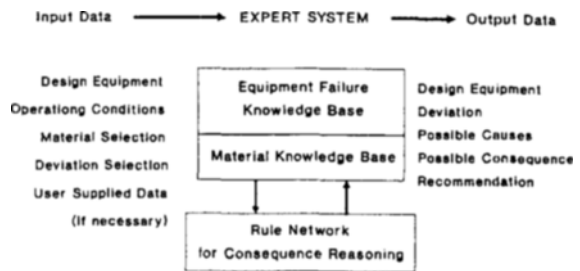 Input Data EXPERT SYSTEM Output Data
Design Equipment
Operationg Conditions
Material Selection
Deviation Selection
User Supplied Data
(If necessary)
Equipment Failure
Knowledge Base
Material Knowledge Base
Rule Network
for Consequence Reasoning
Design Equipment
Deviation
Possible Causes
Possible Consequence
Recommendation